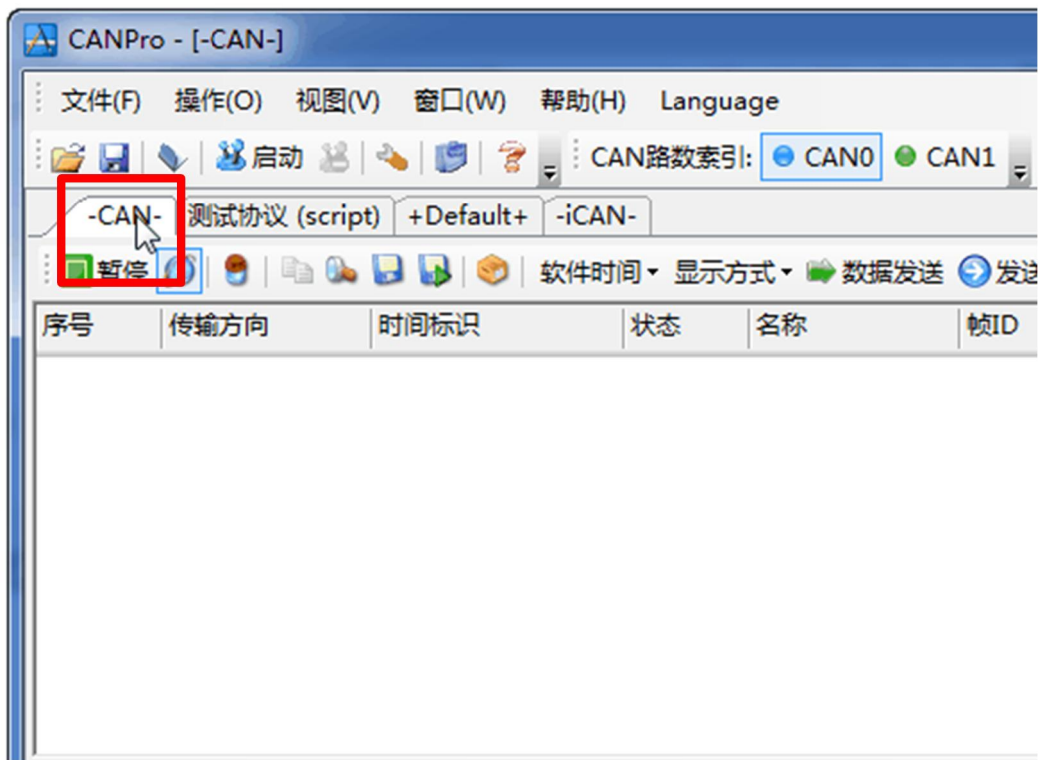 CANPro - [-CAN-]
文件(F) 操作(O) 视图(V) 窗口(W) 帮助(H) Language
启动 CAN路数索引: CAN0 CAN1
-CAN- 测试协议 (script) +Default+ -iCAN-
暂停 软件时间 显示方式 数据发送 发送
序号 传输方向 时间标识 状态 名称 帧ID